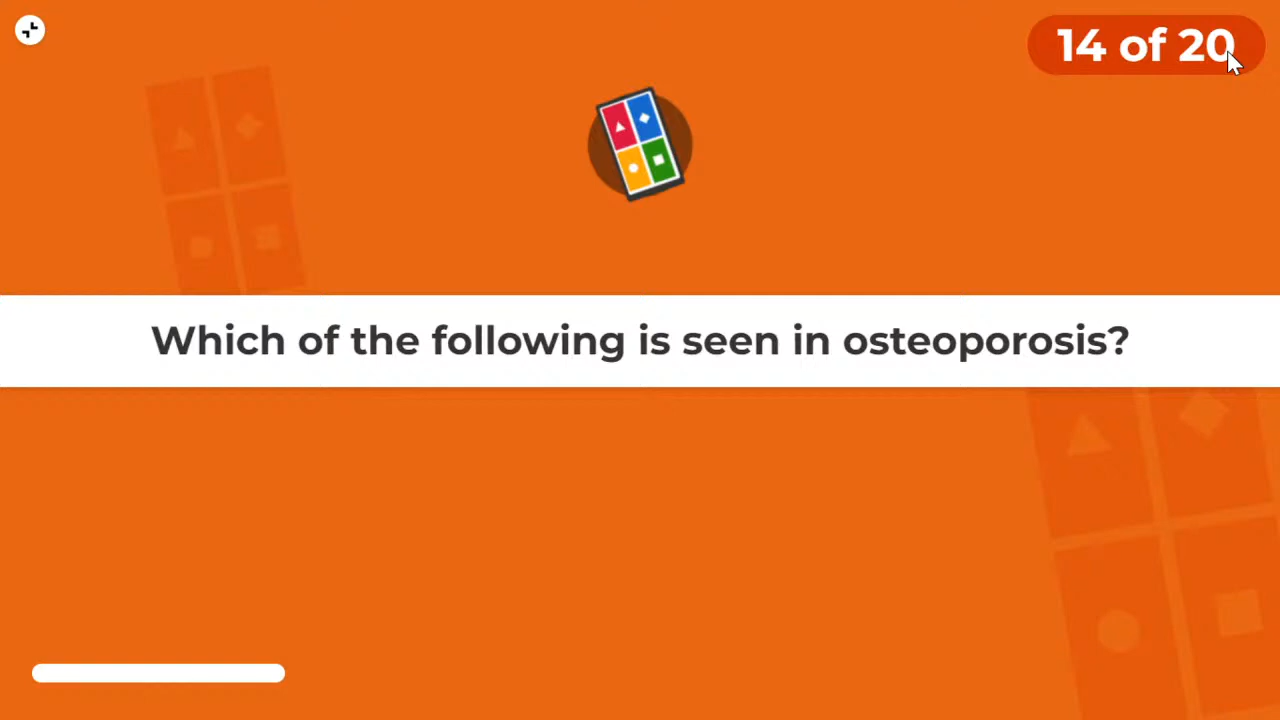 14 of 20
Which of the following is seen in osteoporosis?